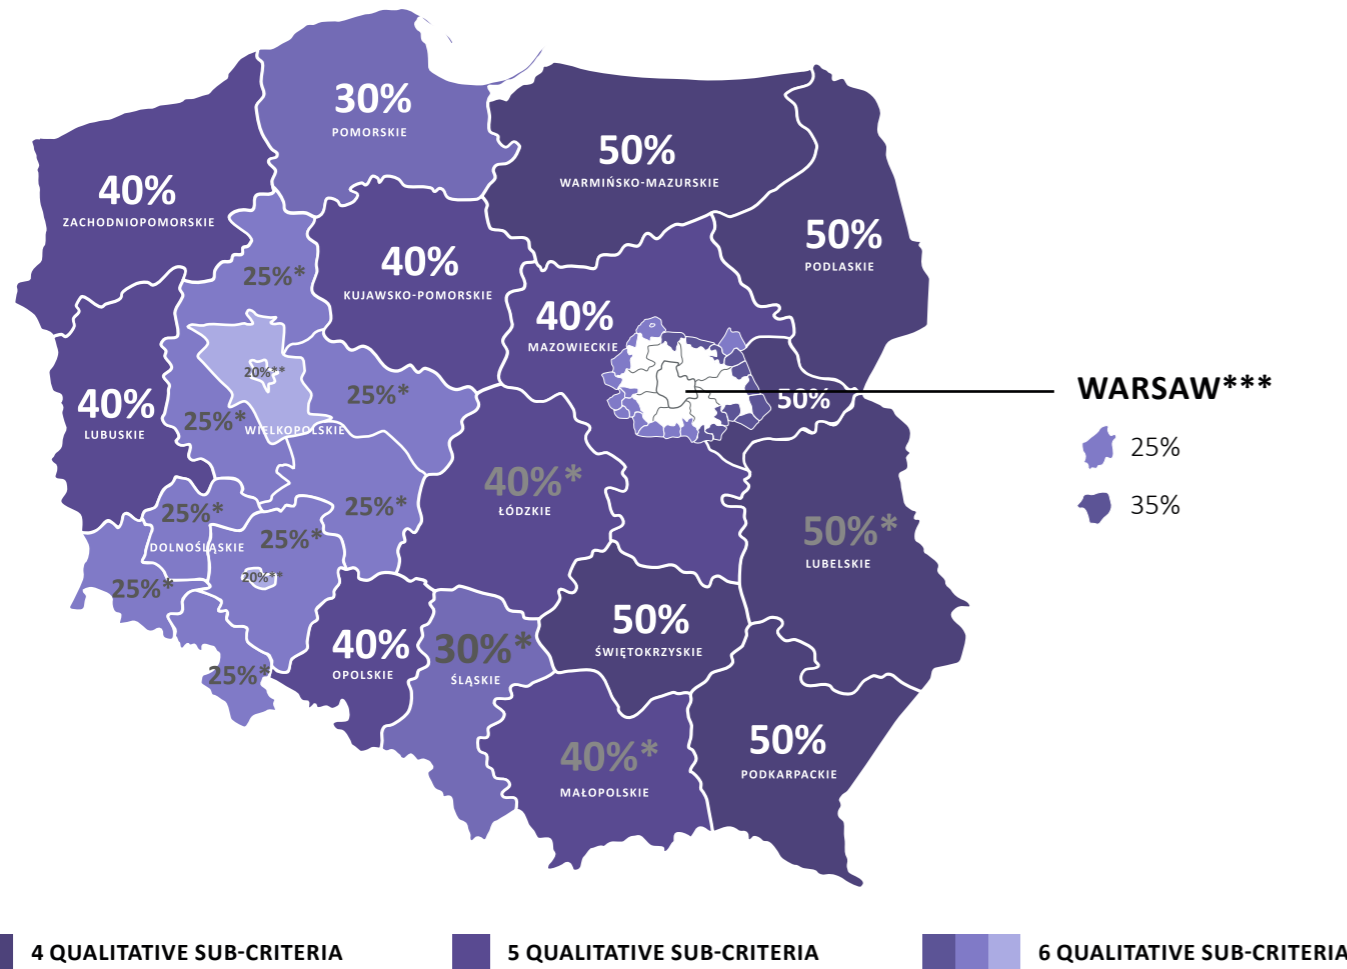 30%
POMORSKIE
50%
WARMIŃSKO-MAZURSKIE
40%
ZACHODNIOPOMORSKIE
50%
PODLASKIE
25%*
40%
KUJAWSKO-POMORSKIE
40%
MAZOWIECKIE
20%**
25%*
50%
WARSAW***
25%
35%
40%
LUBUSKIE
25%*
WIELKOPOLSKIE
40%*
ŁÓDZKIE
25%*
25%*
25%*
DOLNOŚLĄSKIE
50%*
LUBELSKIE
20%**
25%*
50%
ŚWIĘTOKRZYSKIE
40%
OPOLSKIE
30%*
ŚLĄSKIE
25%*
50%
PODKARPACKIE
40%*
MAŁOPOLSKIE
4 QUALITATIVE SUB-CRITERIA
5 QUALITATIVE SUB-CRITERIA
6 QUALITATIVE SUB-CRITERIA